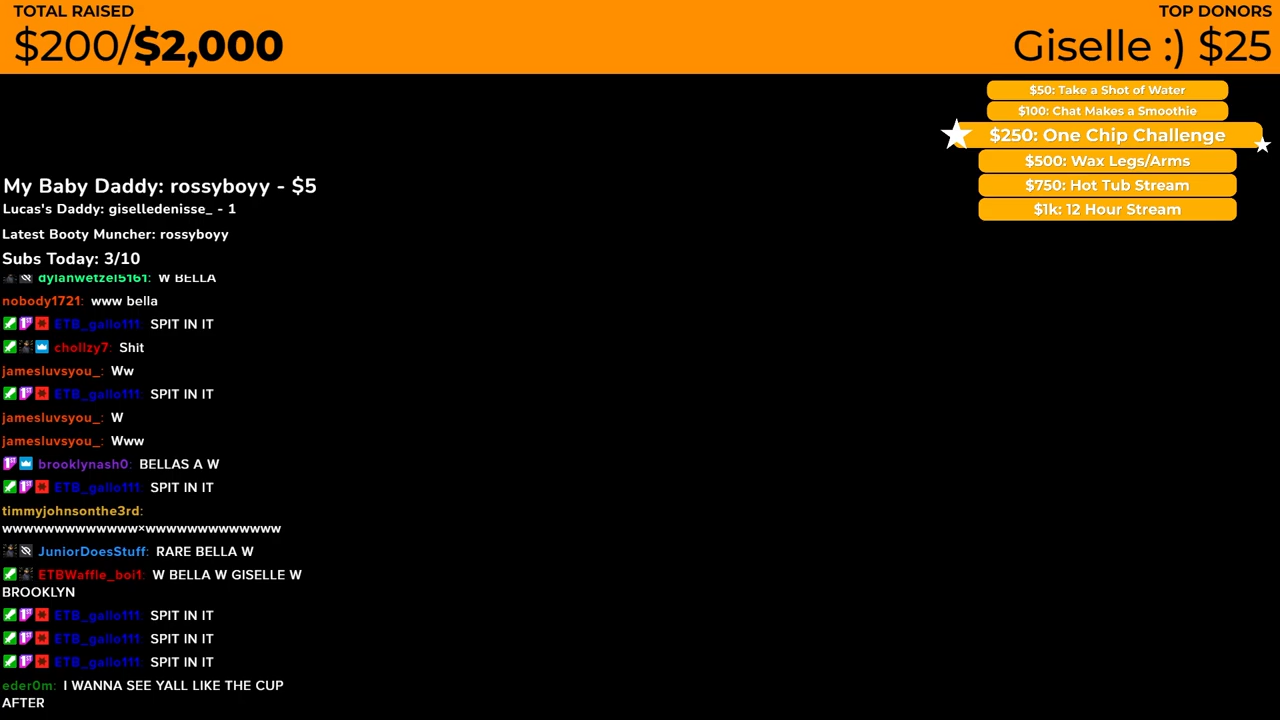 TOTAL RAISED
$200/$2,000
TOP DONORS
Giselle :) $25
$50: Take a Shot of Water
$100: Chat Makes a Smoothie
$250: One Chip Challenge
$500: Wax Legs/Arms
$750: Hot Tub Stream
$1k: 12 Hour Stream
My Baby Daddy: rossyboyy - $5
Lucas's Daddy: giselledenisse_ - 1
Latest Booty Muncher: rossyboyy
Subs Today: 3/10
dylanwetzel5161: W BELLA
nobody1721: www bella
ETB_gallo111: SPIT IN IT
chollzy7: Shit
jamesluvsyou_: Ww
ETB_gallo111: SPIT IN IT
jamesluvsyou_: W
jamesluvsyou_: Www
brooklynash0: BELLAS A W
ETB_gallo111: SPIT IN IT
timmyjohnsonthe3rd:
wwwwwwwwwwwww×wwwwwwwwwwwww
JuniorDoesStuff: RARE BELLA W
ETBWaffle_boi1: W BELLA W GISELLE W
BROOKLYN
ETB_gallo111: SPIT IN IT
ETB_gallo111: SPIT IN IT
ETB_gallo111: SPIT IN IT
eder0m: I WANNA SEE YALL LIKE THE CUP
AFTER